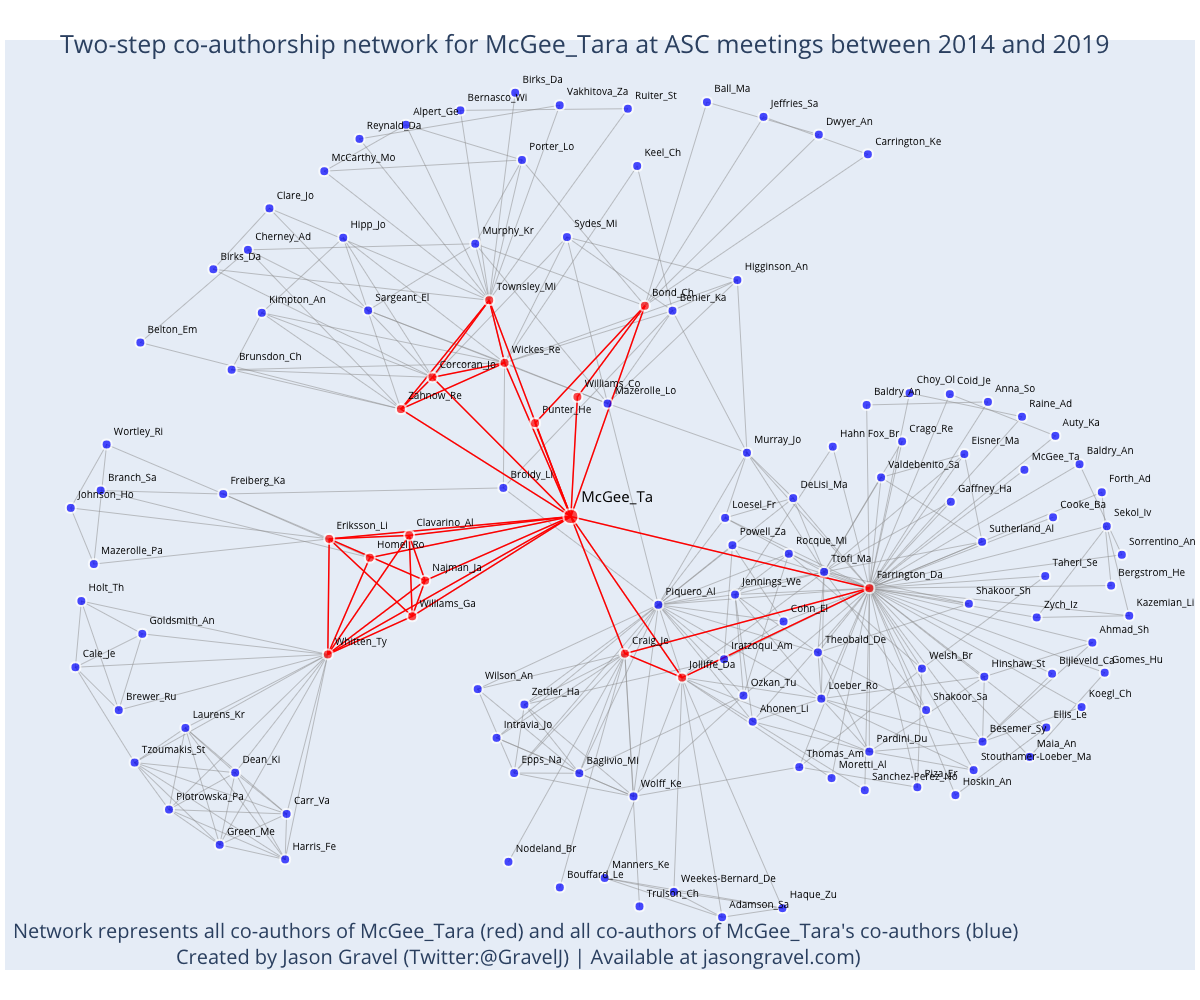 Two-step co-authorship network for McGee_Tara at ASC meetings between 2014 and 2019
Birks_Da
Ball_Ma
Vakhitova_Za
Bernasco_Wi
Ruiter_St
Jeffries_Sa
Alpert_Ge
Reynald_Da
Dwyer_An
Carrington_Ke
Porter_Lo
Keel_Ch
McCarthy_Mo
Clare_Jo
Hipp_Jo
Sydes_Mi
Murphy_Kr
Cherney_Ad
Birks_Da
Higginson_An
Townsley_Mi
Bond_Ch
Benier_Ka
Kimpton_An
Sargeant_El
Belton_Em
Wickes_Re
Brunsdon_Ch
Corcoran_Jo
Williams_Co
Mazerolle_Lo
Zahnow_Re
Punter_He
Choy_Ol
Cold_Je
Baldry_An
Anna_So
Raine_Ad
Auty_Ka
Wortley_Ri
Hahn Fox_Br
Crago_Re
Murray_Jo
Eisner_Ma
Baldry_An
McGee_Ta
Valdebenito_Sa
Branch_Sa
Freiberg_Ka
Broidy_Li
DeLisi_Ma
Forth_Ad
Johnson_Ho
McGee_Ta
Gaffney_Ha
Loesel_Fr
Cooke_Ba
Sekol_Iv
Eriksson_Li
Clavarino_Al
Powell_Za
Sutherland_Al
Rocque_Mi
Sorrentino_An
Homel_Ro
Mazerolle_Pa
Ttofi_Ma
Taheri_Se
Najman_Ja
Farrington_Da
Bergstrom_He
Holt_Th
Jennings_We
Piquero_Al
Shakoor_Sh
Williams_Ga
Zych_Iz
Kazemian_Li
Goldsmith_An
Cohn_El
Whitten_Ty
Craig_Je
Theobald_De
Ahmad_Sh
Cale_Je
Iratzoqui_Am
Jolliffe_Da
Welsh_Br
Hinshaw_St
Bijleveld_Ca
Gomes_Hu
Wilson_An
Zettler_Ha
Ozkan_Tu
Loeber_Ro
Brewer_Ru
Shakoor_Sa
Koegl_Ch
Laurens_Kr
Intravia_Jo
Ahonen_Li
Besemer_Sy
Ellis_Le
Tzoumakis_St
Pardini_Du
Maia_An
Dean_Ki
Epps_Na
Baglivio_Mi
Thomas_Am
Stouthamer-Loeber_Ma
Moretti_Al
Piotrowska_Pa
Carr_Va
Wolff_Ke
Sanchez-Perez_No
Piza_Er
Hoskin_An
Green_Me
Harris_Fe
Nodeland_Br
Manners_Ke
Bouffard_Le
Weekes-Bernard_De
Trulson_Ch
Adamson_Sa
Haque_Zu
Network represents all co-authors of McGee_Tara (red) and all co-authors of McGee_Tara's co-authors (blue)
Created by Jason Gravel (Twitter:@GravelJ) | Available at jasongravel.com)